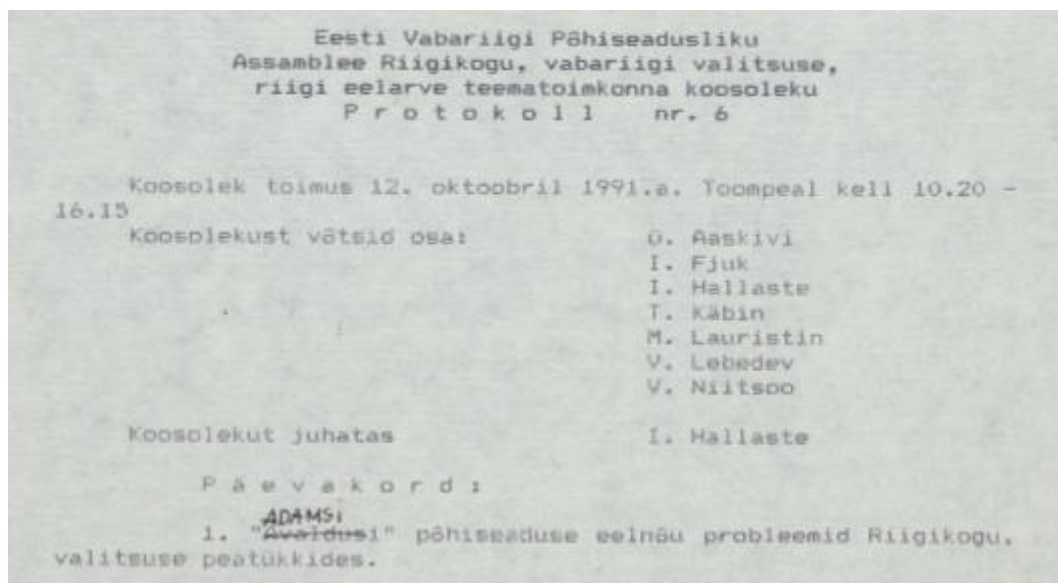 Eesti Vabariigi Põhiseadusliku
Assamblee Riigikogu, vabariigi valitsuse,
riigi eelarve teematoimkonna koosoleku
P r o t o k o l l nr. 6
Koosolek toimus 12. oktoobril 1991.a. Toompeal kell 10.20 -
16.15
Koosolekust võtsid osa: Ü. Aaskivi
I. Fjuk
I. Hallaste
T. Käbin
M. Lauristin
V. Lebedev
V. Niitsoo
Koosolekut juhatas I. Hallaste
P ä e v a k o r d :
ADAMSi
1. "Avaldusi" põhiseaduse eelnõu probleemid Riigikogu,
valitsuse peatükkides.